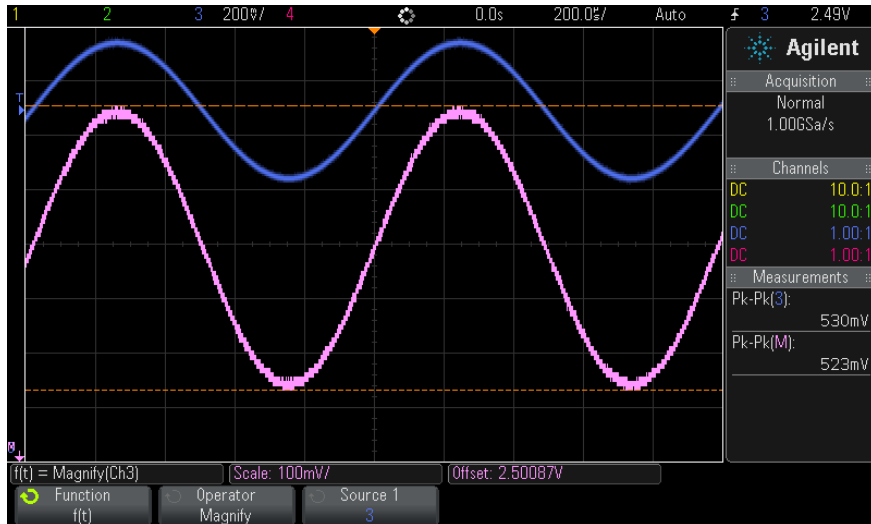 1 2 3 200㎷/ 4 0.0s 200.0㎲/ Auto 3 2.49V
T
Agilent
Acquisition
Normal
1.00GSa/s
Channels
DC 10.0:1
DC 10.0:1
DC 1.00:1
DC 1.00:1
Measurements
Pk-Pk(3):
530mV
Pk-Pk(M):
523mV
M
f(t) = Magnify(Ch3) Scale: 100mV/ Offset: 2.50087V
Function Operator Source 1
f(t) Magnify 3